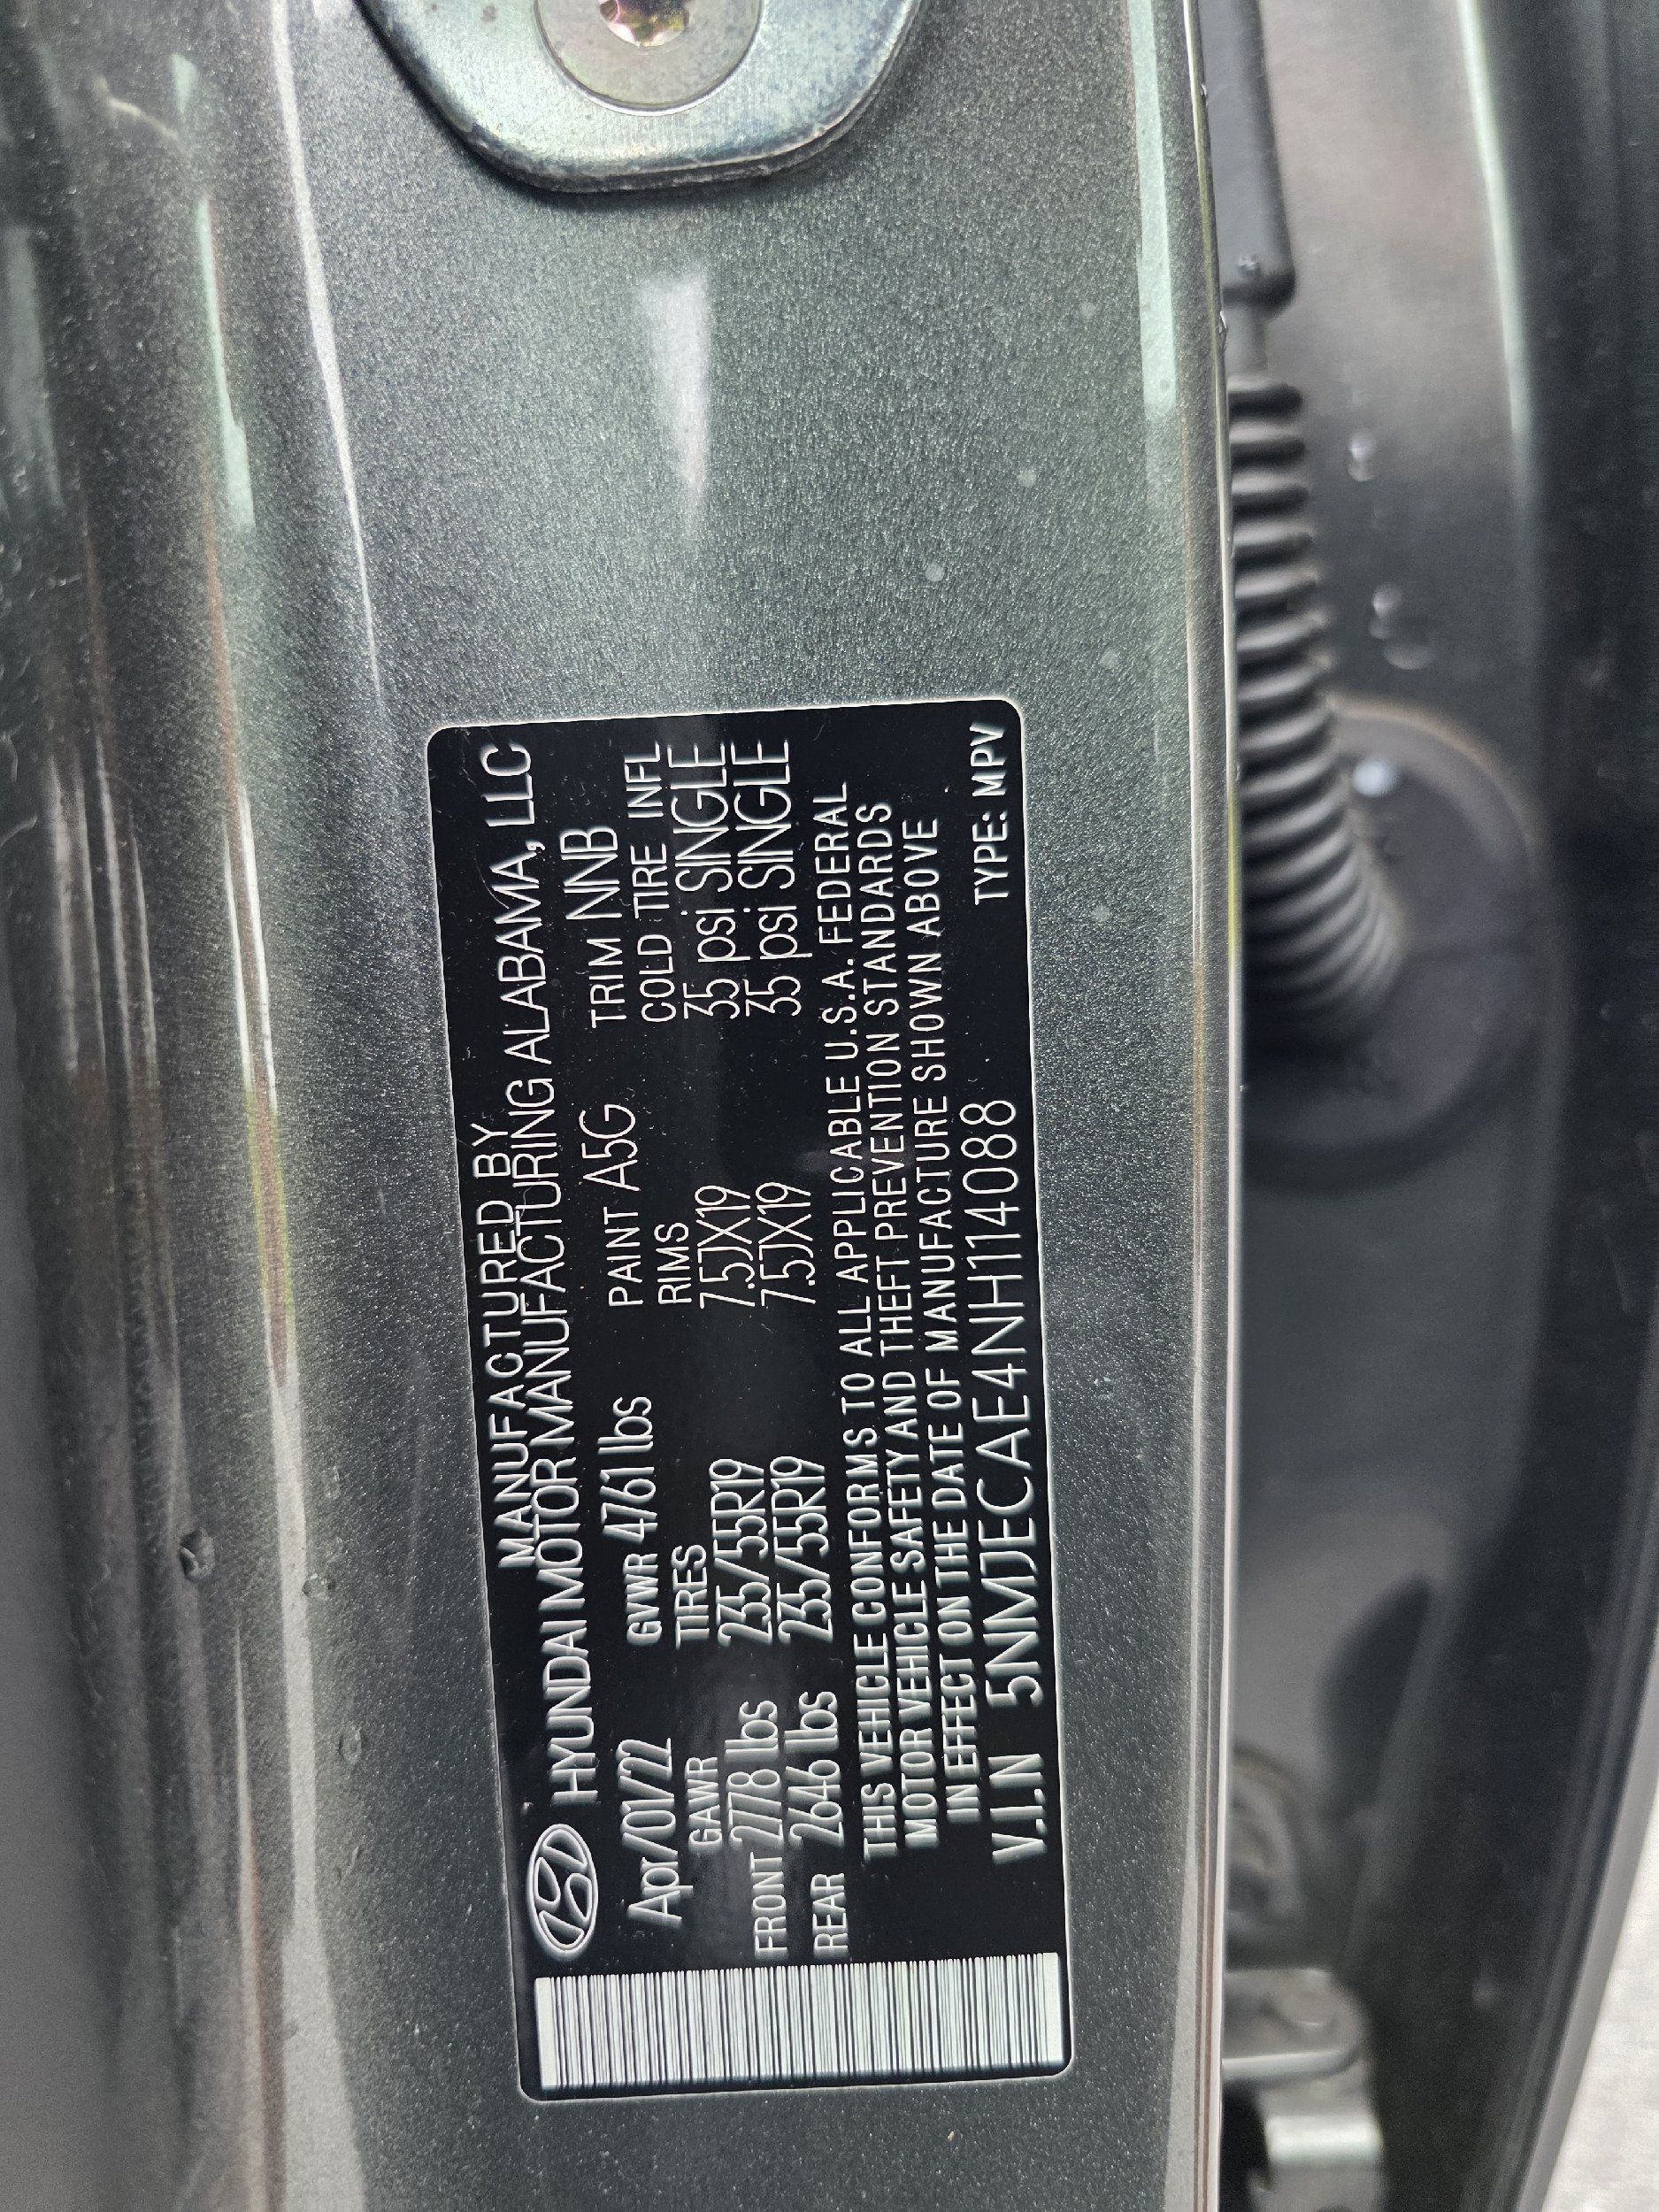 MANUFACTURED BY
HYUNDAI MOTOR MANUFACTURING ALABAMA, LLC
Apr/01/22 GVWR 4761 lbs PAINT A5G TRIM NNB
GAWR TIRES RIMS COLD TIRE INFL
FRONT 2778 lbs 235/55R19 7.5JX19 35 psi SINGLE
REAR 2646 lbs 235/55R19 7.5JX19 35 psi SINGLE
THIS VEHICLE CONFORMS TO ALL APPLICABLE U.S.A. FEDERAL
MOTOR VEHICLE SAFETY AND THEFT PREVENTION STANDARDS
IN EFFECT ON THE DATE OF MANUFACTURE SHOWN ABOVE
V.I.N 5NMJECAE4NH114088 TYPE: MPV